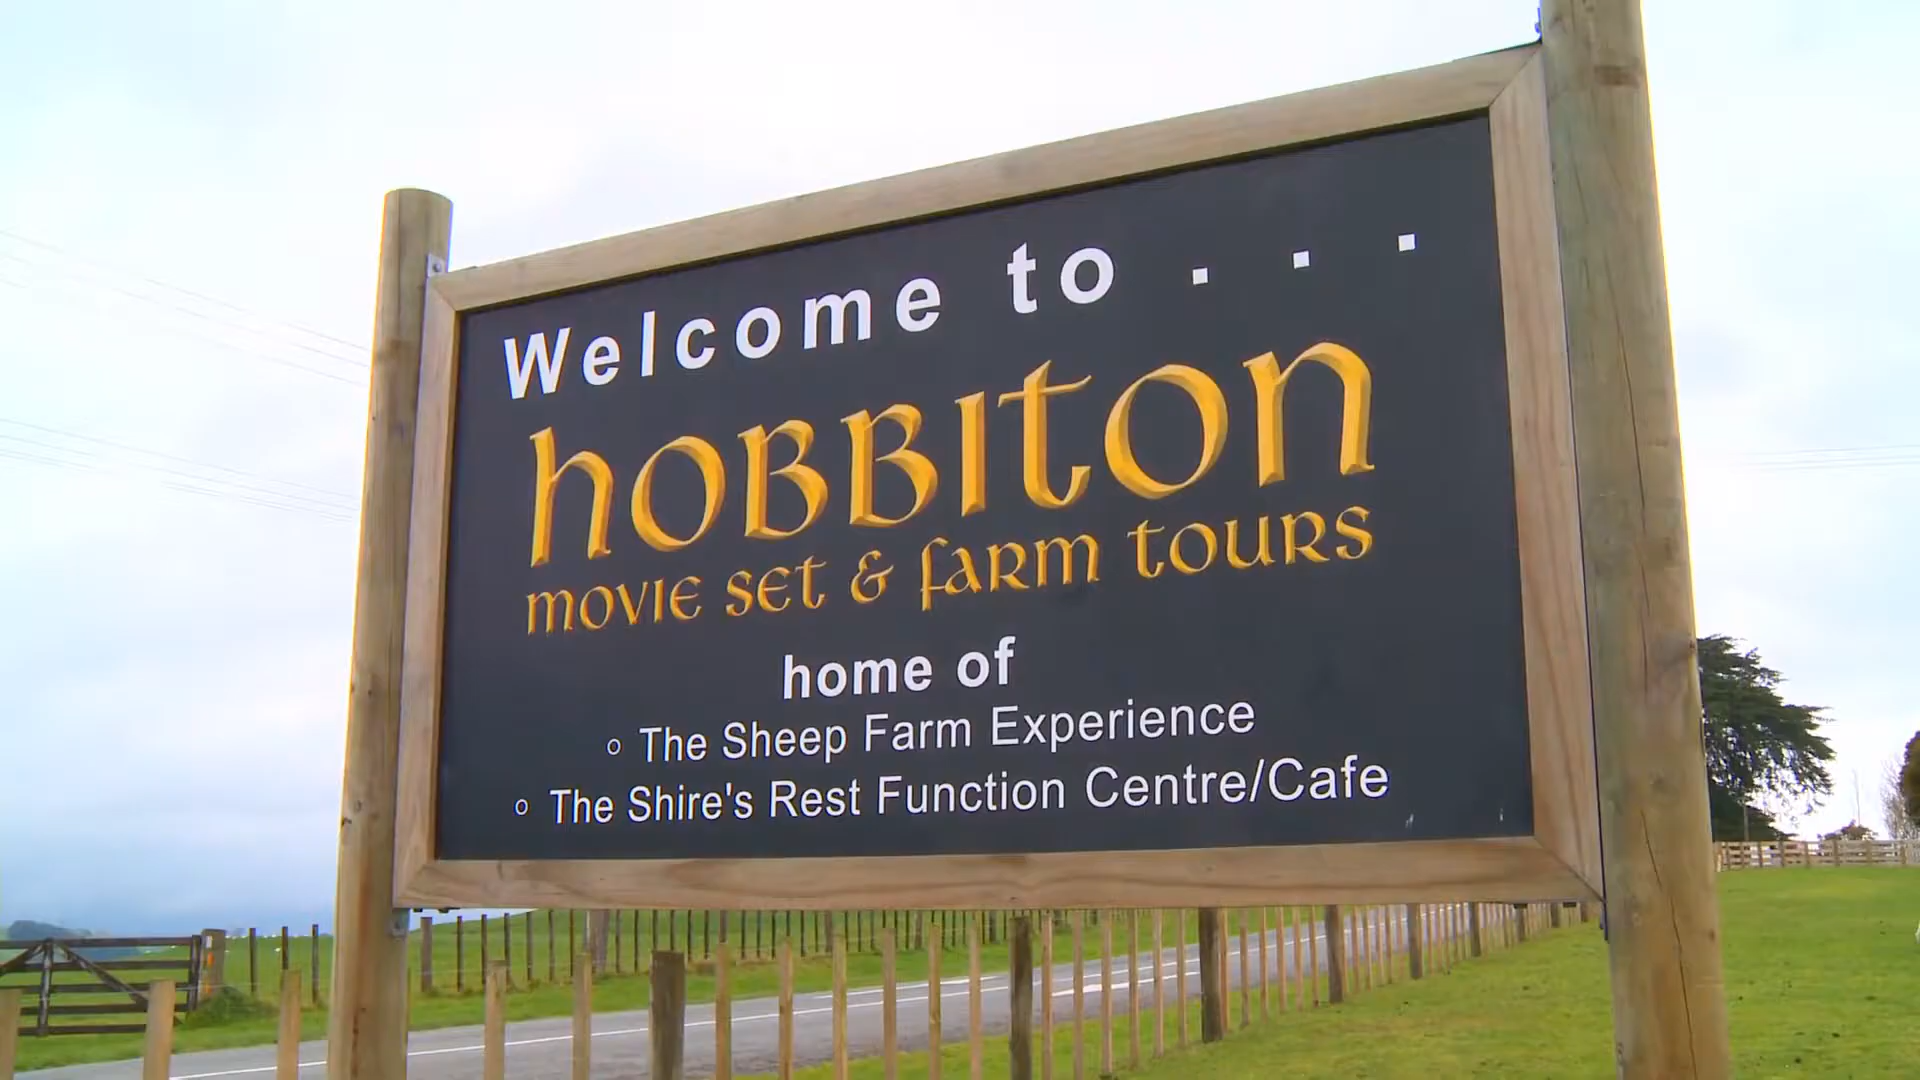 Welcome to . . .
HOBBITON
MOVIE SET & FARM TOURS
home of
○ The Sheep Farm Experience
○ The Shire's Rest Function Centre/Cafe